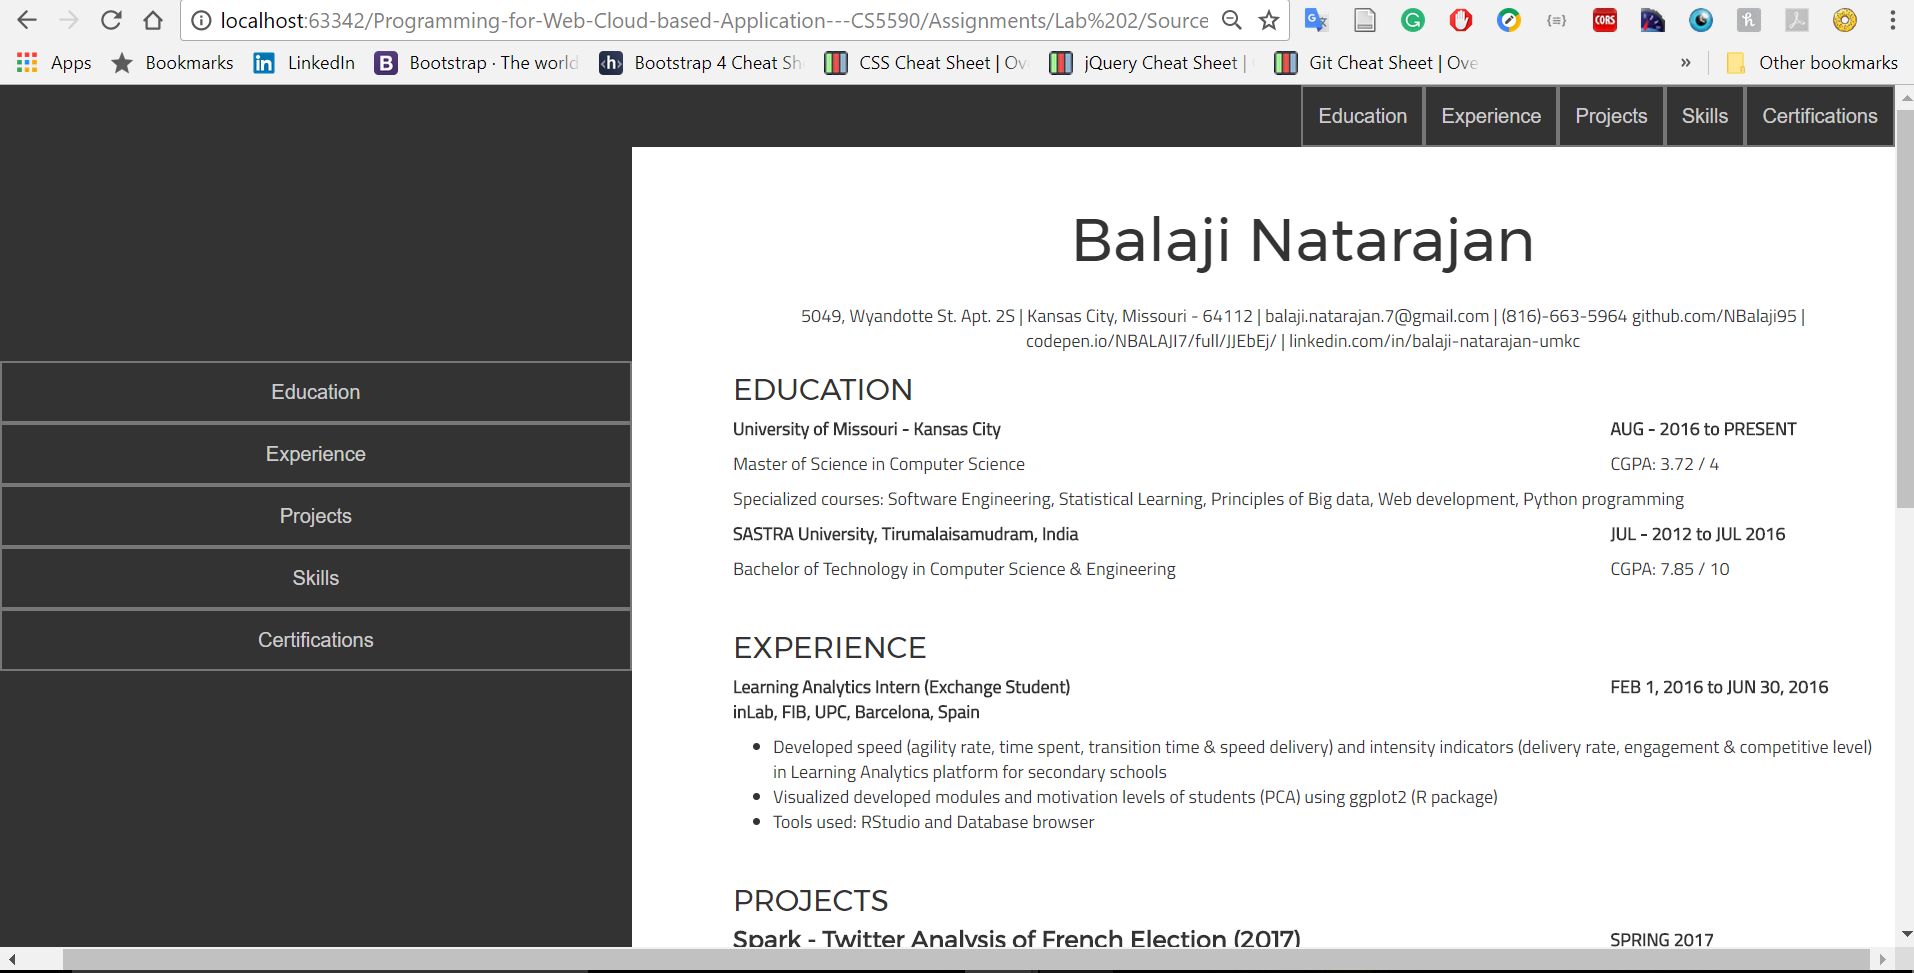 localhost:63342/Programming-for-Web-Cloud-based-Application---CS5590/Assignments/Lab%202/Source
Apps Bookmarks LinkedIn Bootstrap · The world Bootstrap 4 Cheat Sh CSS Cheat Sheet | Ov jQuery Cheat Sheet | Git Cheat Sheet | Ove » Other bookmarks
Education Experience Projects Skills Certifications
Education
Experience
Projects
Skills
Certifications
Balaji Natarajan
5049, Wyandotte St. Apt. 2S | Kansas City, Missouri - 64112 | balaji.natarajan.7@gmail.com | (816)-663-5964 github.com/NBalaji95 |
codepen.io/NBALAJI7/full/JJEbEj/ | linkedin.com/in/balaji-natarajan-umkc
EDUCATION
University of Missouri - Kansas City AUG - 2016 to PRESENT
Master of Science in Computer Science CGPA: 3.72 / 4
Specialized courses: Software Engineering, Statistical Learning, Principles of Big data, Web development, Python programming
SASTRA University, Tirumalaisamudram, India JUL - 2012 to JUL 2016
Bachelor of Technology in Computer Science & Engineering CGPA: 7.85 / 10
EXPERIENCE
Learning Analytics Intern (Exchange Student) FEB 1, 2016 to JUN 30, 2016
inLab, FIB, UPC, Barcelona, Spain
• Developed speed (agility rate, time spent, transition time & speed delivery) and intensity indicators (delivery rate, engagement & competitive level)
in Learning Analytics platform for secondary schools
• Visualized developed modules and motivation levels of students (PCA) using ggplot2 (R package)
• Tools used: RStudio and Database browser
PROJECTS
Spark - Twitter Analysis of French Election (2017) SPRING 2017